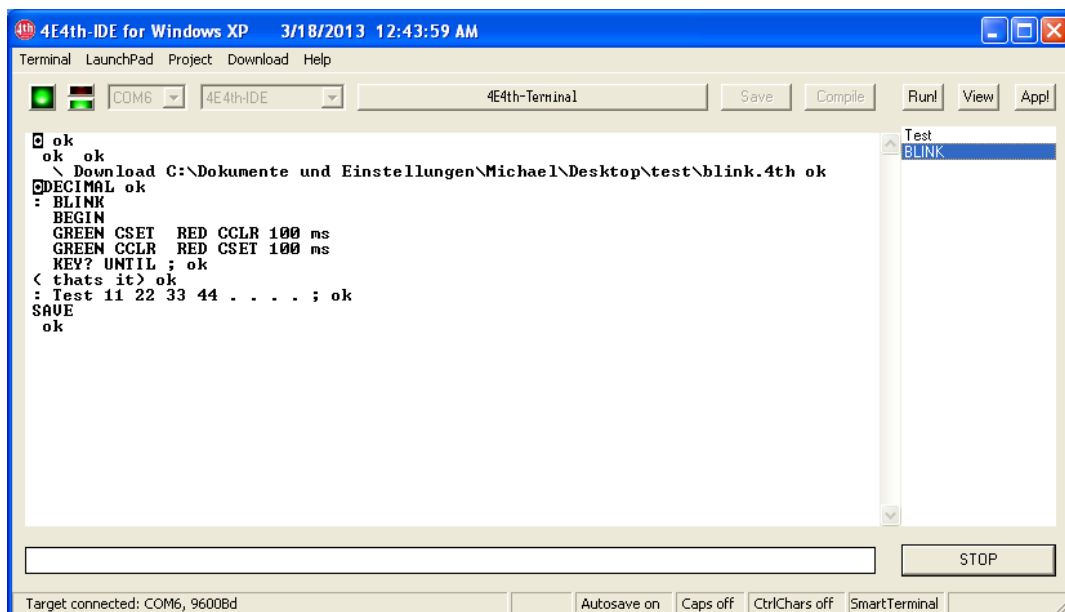 4th 4E4th-IDE for Windows XP 3/18/2013 12:43:59 AM
Terminal LaunchPad Project Download Help
COM6 4E4th-IDE 4E4th-Terminal Save Compile Run! View App!
ok
ok ok
\ Download C:\Dokumente und Einstellungen\Michael\Desktop\test\blink.4th ok
DECIMAL ok
: BLINK
BEGIN
GREEN CSET RED CCLR 100 ms
GREEN CCLR RED CSET 100 ms
KEY? UNTIL ; ok
( thats it) ok
: Test 11 22 33 44 . . . . ; ok
SAVE
ok
Test
BLINK
STOP
Target connected: COM6, 9600Bd Autosave on Caps off CtrlChars off SmartTerminal